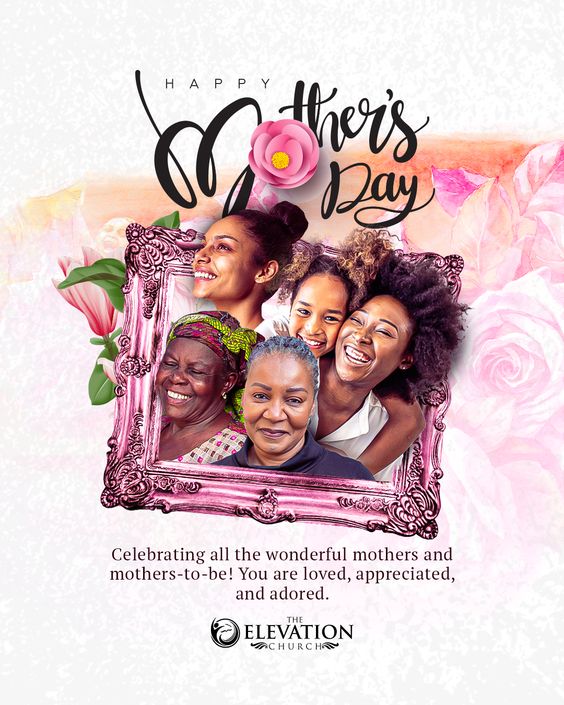 HAPPY
Mother's
Day
Celebrating all the wonderful mothers and
mothers-to-be! You are loved, appreciated,
and adored.
THE
ELEVATION
CHURCH